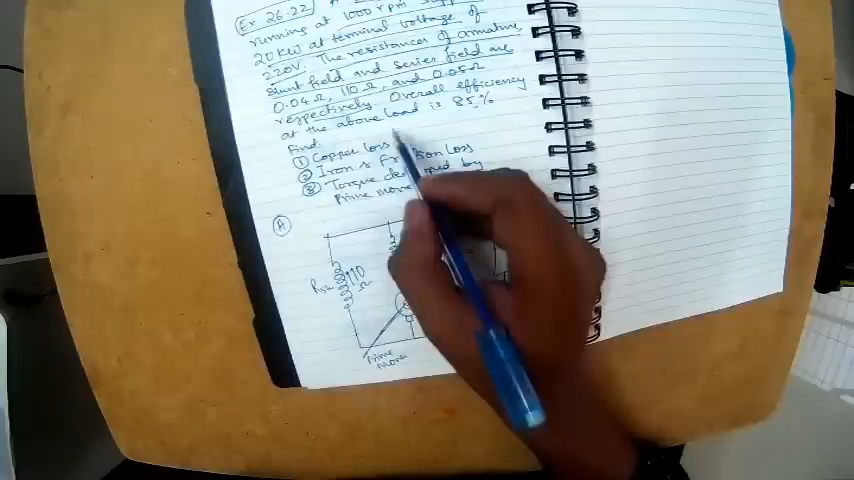 Ex 26.22) A
running at 1000 rpm
20 kW at terminal voltage of
220V. The resistances of armature,
shunt field and series field are
0.04 Ω, 110 Ω, and 0.05 Ω
respectively. Overall efficiency
at the above load is 85%
Find
① Copper loss
② Iron & Friction loss
③ Torque developed by
Prime mover
Ⓐ
Rsh 110 Ω
Prime
mover